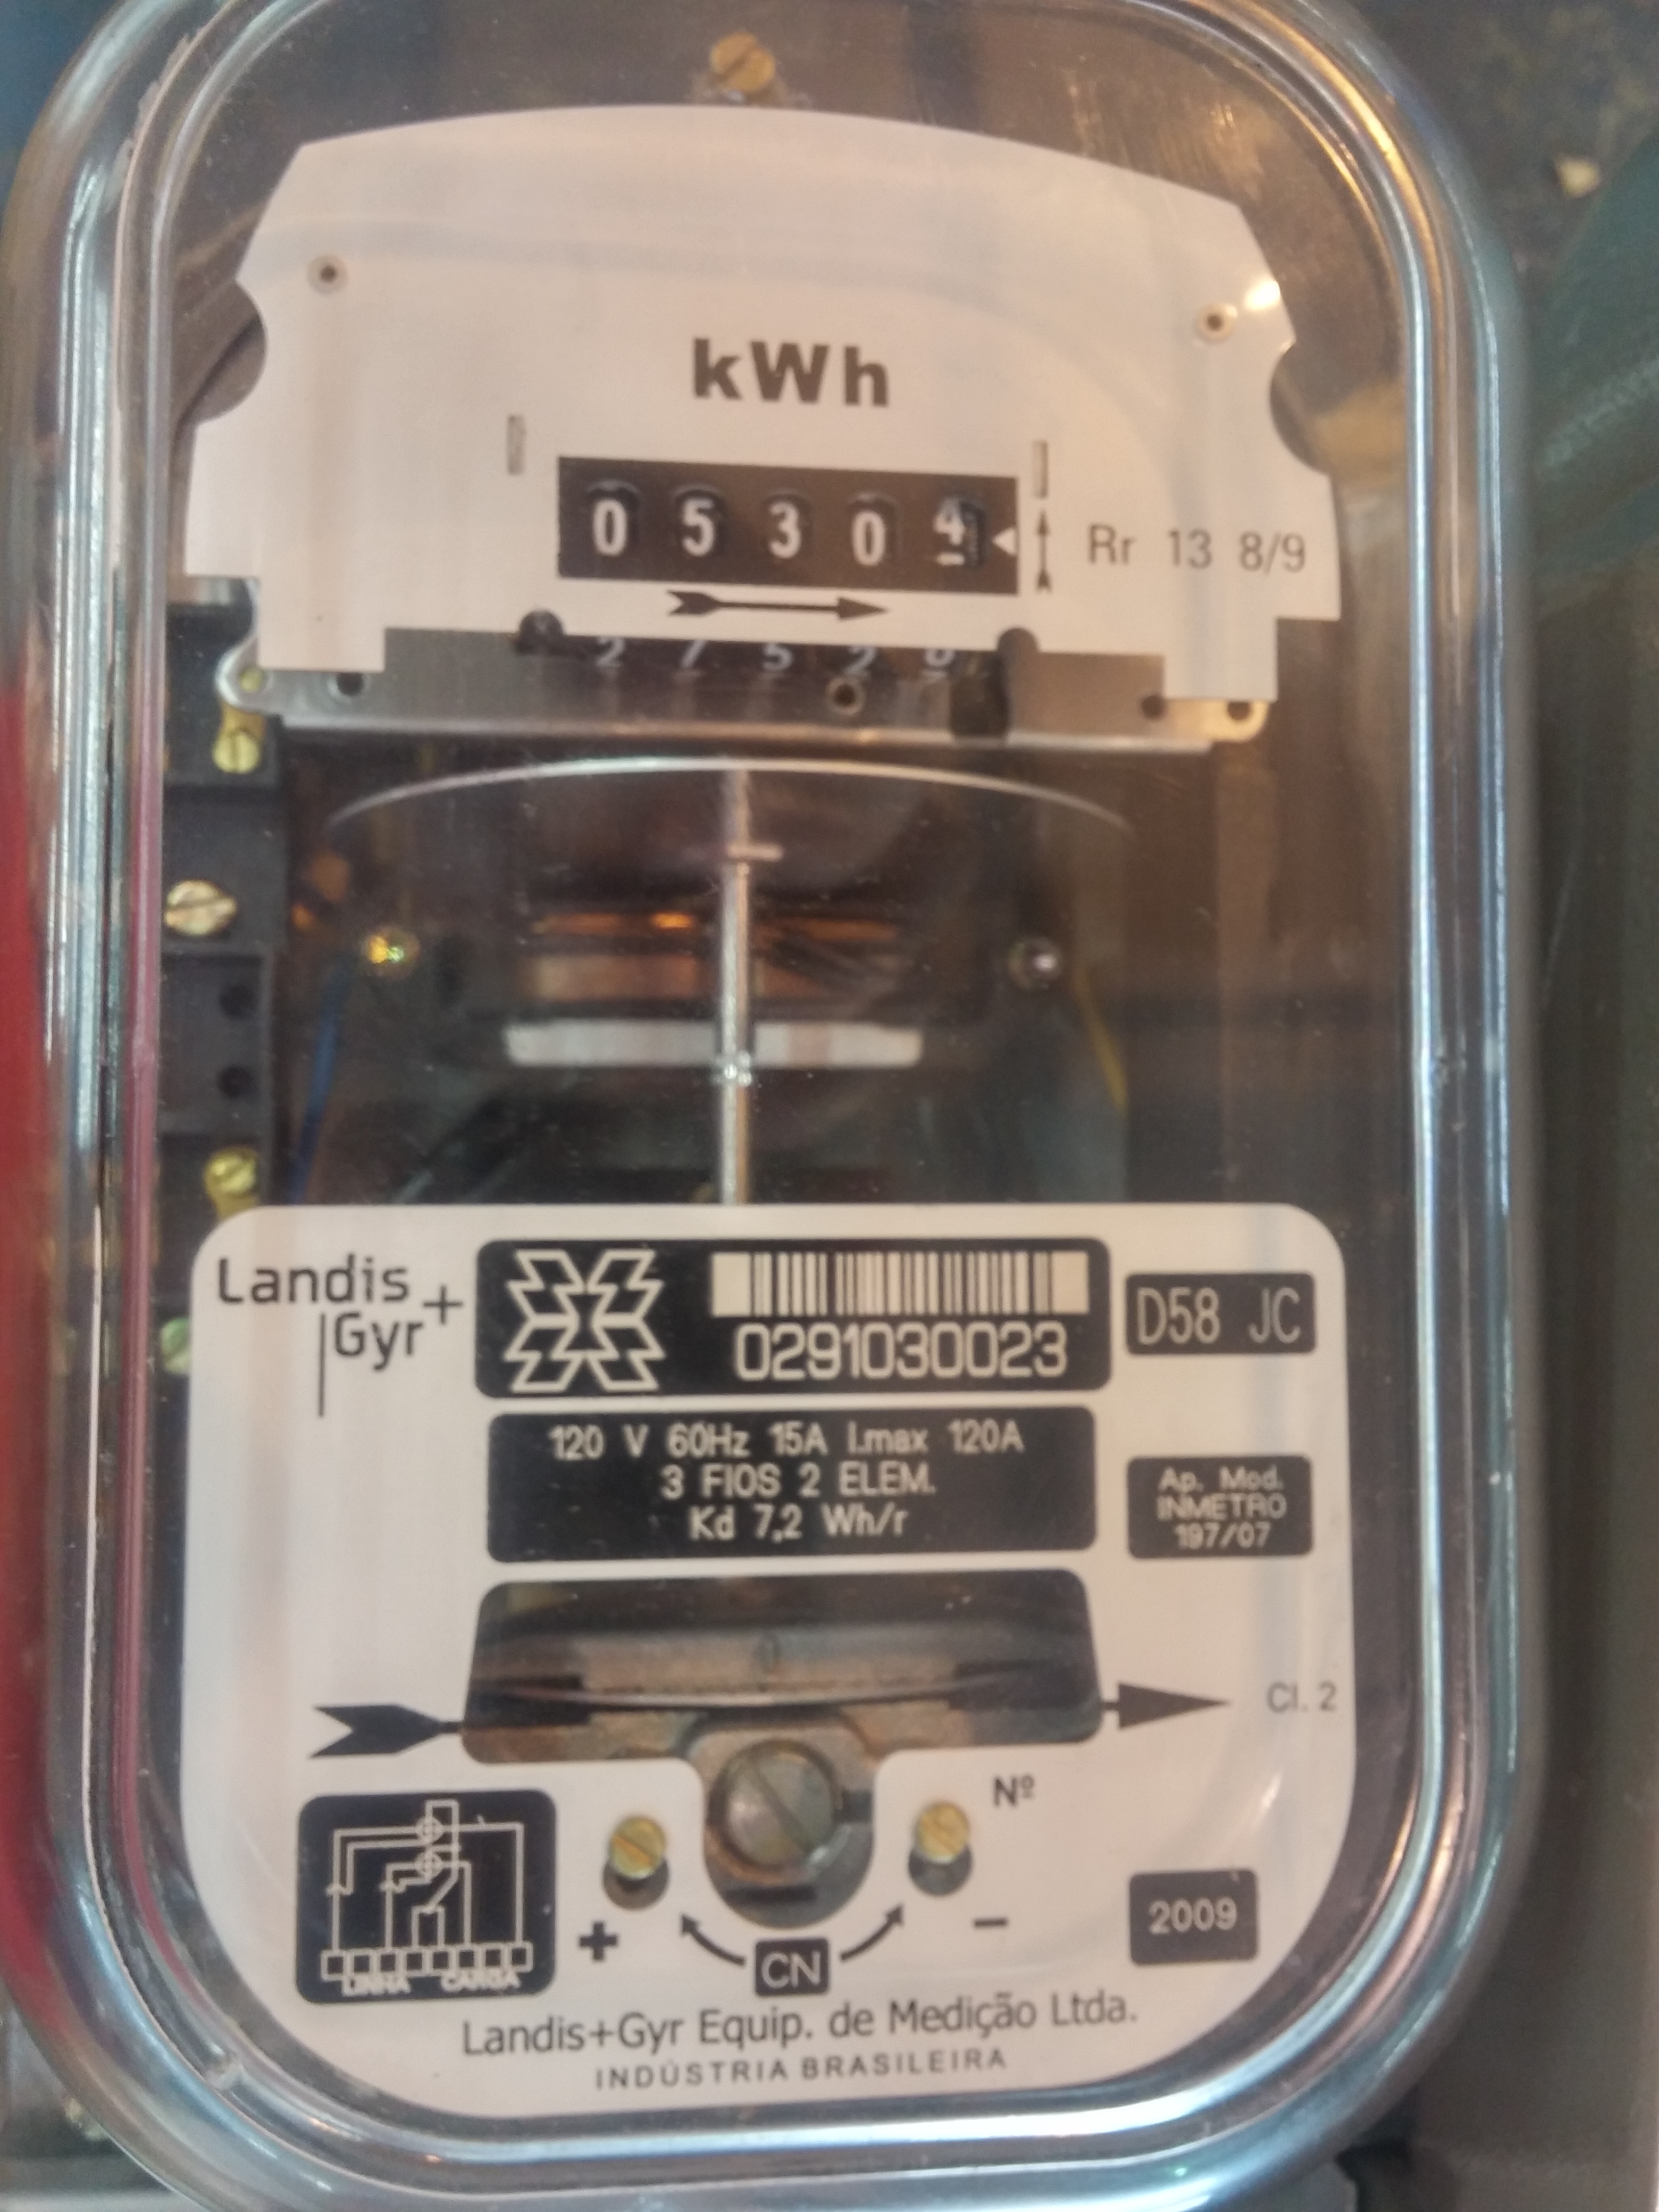 kWh
05304
Rr 13 8/9
Landis
Gyr+
0291030023
D58 JC
120 V 60Hz 15A I.max 120A
3 FIOS 2 ELEM.
Kd 7,2 Wh/r
Ap. Mod.
INMETRO
197/07
Cl. 2
Nº
+
CN
−
2009
LINHA CARGA
Landis+Gyr Equip. de Medição Ltda.
INDÚSTRIA BRASILEIRA